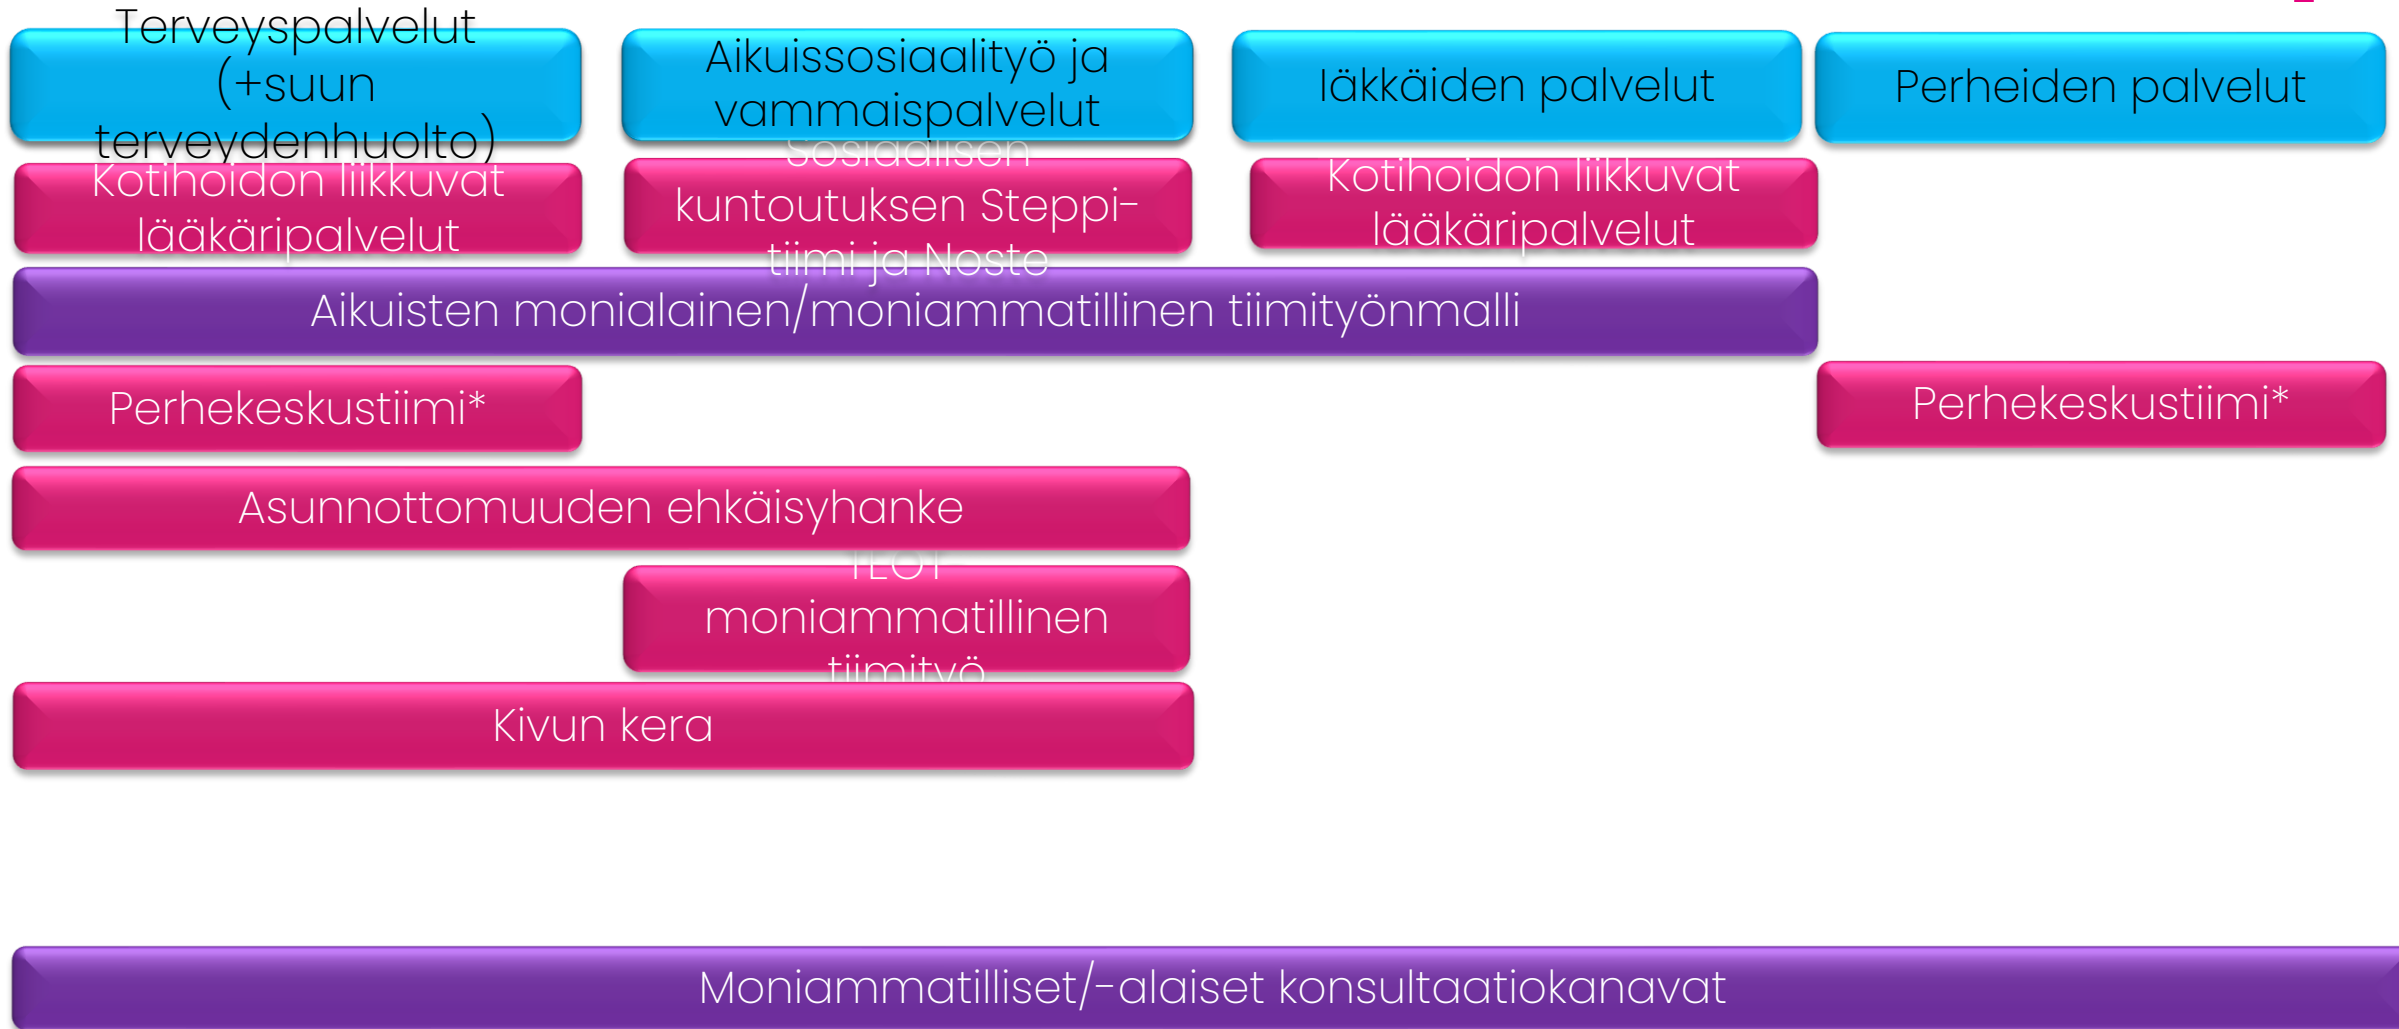 Terveyspalvelut
(+suun
terveydenhuolto)
Aikuissosiaalityö ja
vammaispalvelut
Iäkkäiden palvelut
Perheiden palvelut
Kotihoidon liikkuvat
lääkäripalvelut
Sosiaalisen
kuntoutuksen Steppi-
tiimi ja Noste
Kotihoidon liikkuvat
lääkäripalvelut
Aikuisten monialainen/moniammatillinen tiimityönmalli
Perhekeskustiimi*
Perhekeskustiimi*
Asunnottomuuden ehkäisyhanke
TEOT
moniammatillinen
tiimityö
Kivun kera
Moniammatilliset/-alaiset konsultaatiokanavat